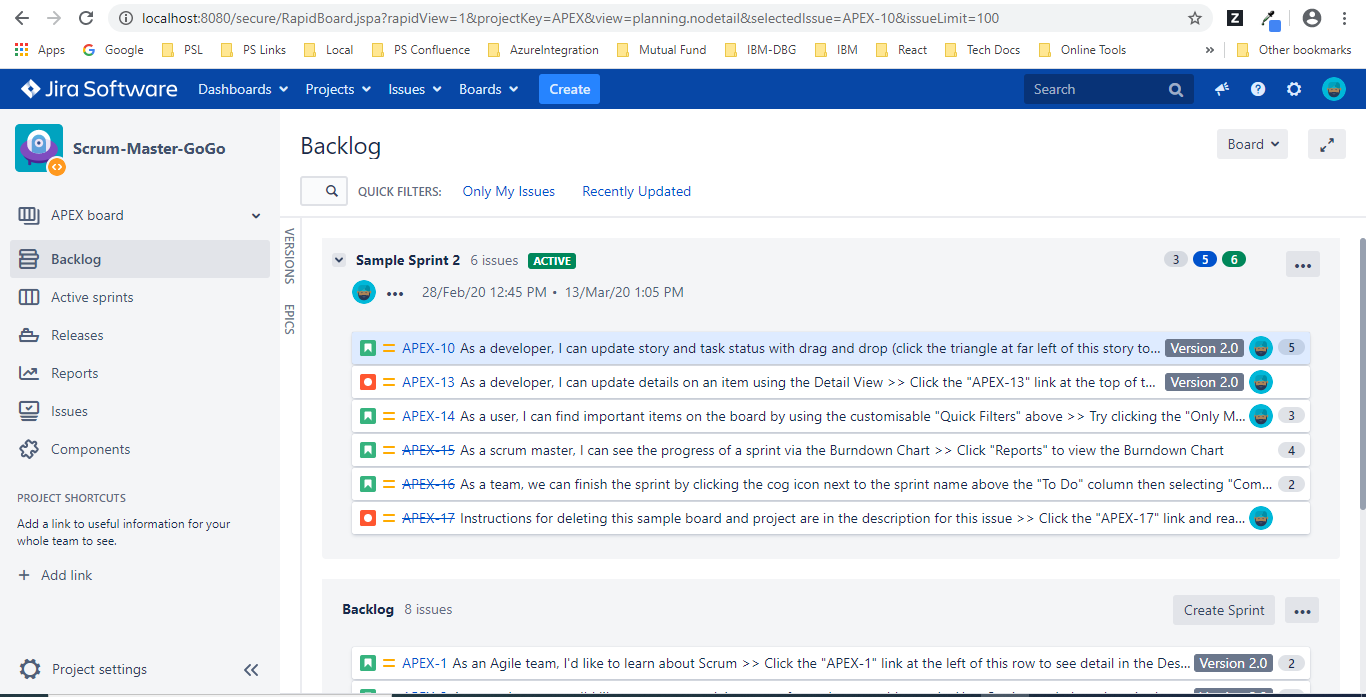 localhost:8080/secure/RapidBoard.jspa?rapidView=1&projectKey=APEX&view=planning.nodetail&selectedIssue=APEX-10&issueLimit=100
Z
Apps Google PSL PS Links Local PS Confluence AzureIntegration Mutual Fund IBM-DBG IBM React Tech Docs Online Tools » Other bookmarks
Jira Software Dashboards Projects Issues Boards Create Search
Scrum-Master-GoGo
APEX board
Backlog
Active sprints
Releases
Reports
Issues
Components
PROJECT SHORTCUTS
Add a link to useful information for your
whole team to see.
+ Add link
Project settings
Backlog
Board
QUICK FILTERS: Only My Issues Recently Updated
VERSIONS
EPICS
Sample Sprint 2 6 issues ACTIVE 3 5 6
28/Feb/20 12:45 PM • 13/Mar/20 1:05 PM
APEX-10 As a developer, I can update story and task status with drag and drop (click the triangle at far left of this story to... Version 2.0 5
APEX-13 As a developer, I can update details on an item using the Detail View >> Click the "APEX-13" link at the top of t... Version 2.0
APEX-14 As a user, I can find important items on the board by using the customisable "Quick Filters" above >> Try clicking the "Only M... 3
APEX-15 As a scrum master, I can see the progress of a sprint via the Burndown Chart >> Click "Reports" to view the Burndown Chart 4
APEX-16 As a team, we can finish the sprint by clicking the cog icon next to the sprint name above the "To Do" column then selecting "Com... 2
APEX-17 Instructions for deleting this sample board and project are in the description for this issue >> Click the "APEX-17" link and rea...
Backlog 8 issues Create Sprint
APEX-1 As an Agile team, I'd like to learn about Scrum >> Click the "APEX-1" link at the left of this row to see detail in the Des... Version 2.0 2